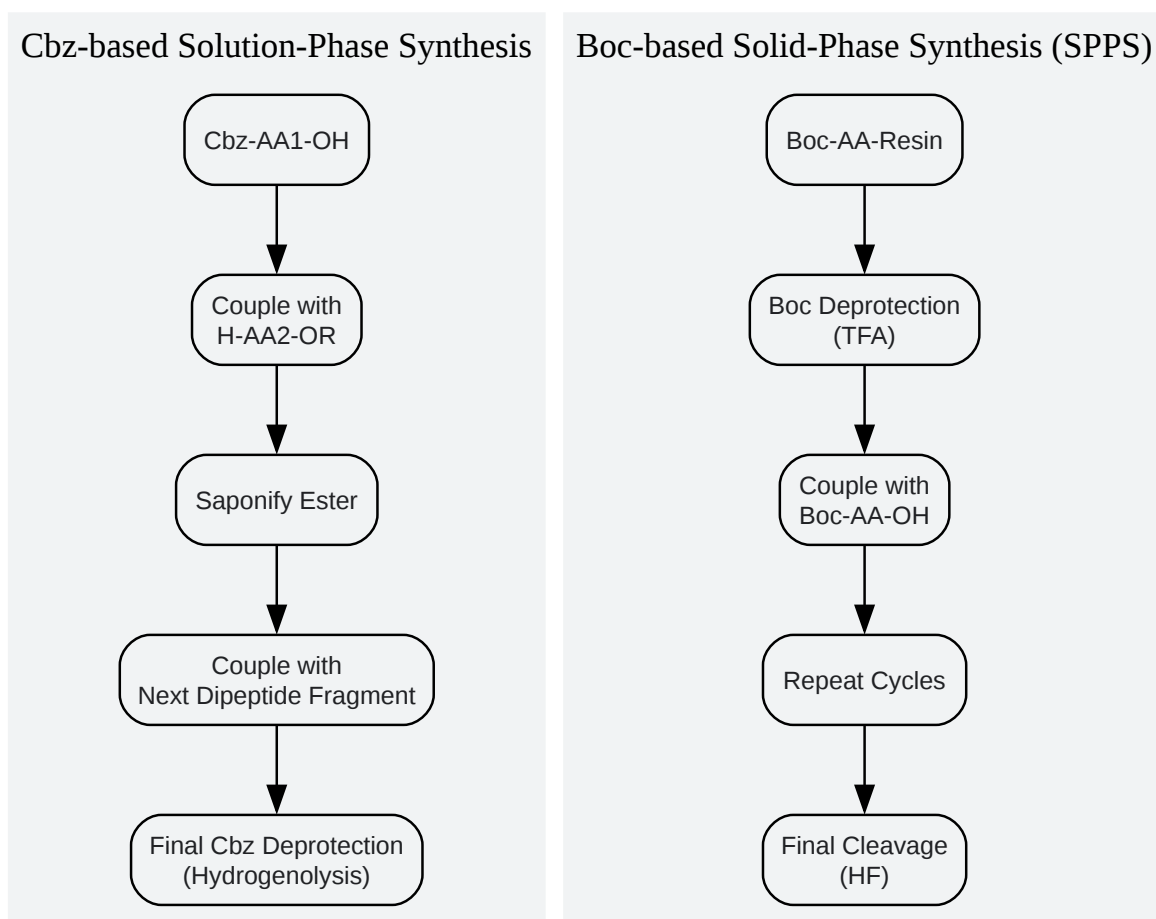 Cbz-based Solution-Phase Synthesis
Cbz-AA1-OH
Couple with
H-AA2-OR
Saponify Ester
Couple with
Next Dipeptide Fragment
Final Cbz Deprotection
(Hydrogenolysis)
Boc-based Solid-Phase Synthesis (SPPS)
Boc-AA-Resin
Boc Deprotection
(TFA)
Couple with
Boc-AA-OH
Repeat Cycles
Final Cleavage
(HF)